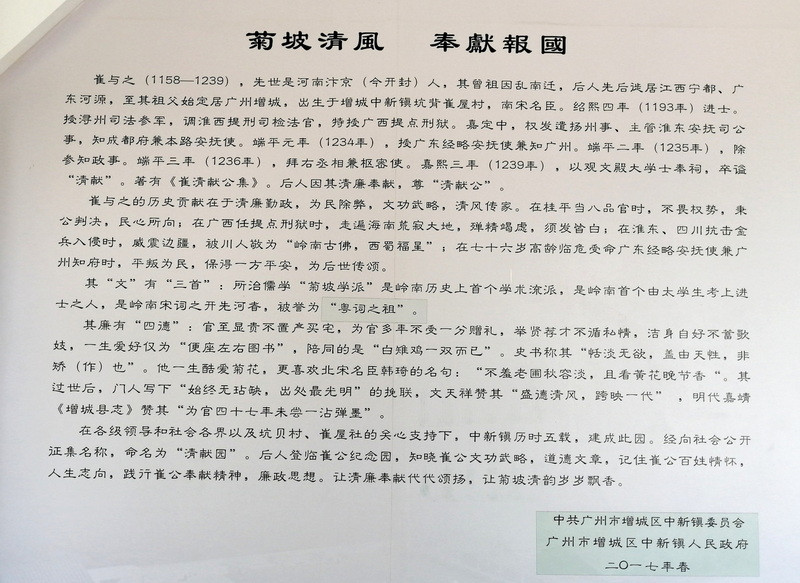 菊坡清風　奉獻報國
崔与之（1158—1239），先世是河南汴京（今开封）人，其曾祖因乱南迁，后人先后徙居江西宁都、广
东河源，至其祖父始定居广州增城，出生于增城中新镇坑背崔屋村，南宋名臣。绍熙四年（1193年）进士。
授浔州司法参军，调淮西提刑司检法官，特授广西提点刑狱。嘉定中，权发遣扬州事、主管淮东安抚司公
事，知成都府兼本路安抚使。端平元年（1234年），授广东经略安抚使兼知广州。端平二年（1235年），除
参知政事。端平三年（1236年），拜右丞相兼枢密使。嘉熙三年（1239年），以观文殿大学士奉祠，卒谥
“清献”。著有《崔清献公集》。后人因其清廉奉献，尊“清献公”。
崔与之的历史贡献在于清廉勤政，为民除弊，文功武略，清风传家。在桂平当八品官时，不畏权势，秉
公判决，民心所向；在广西任提点刑狱时，走遍海南荒寂大地，殚精竭虑，须发皆白；在淮东、四川抗击金
兵入侵时，威震边疆，被川人敬为“岭南古佛，西蜀福星”；在七十六岁高龄临危受命广东经略安抚使兼广
州知府时，平叛为民，保得一方平安，为后世传颂。
其“文”有“三首”：所治儒学“菊坡学派”是岭南历史上首个学术流派，是岭南首个由太学生考上进
士之人，是岭南宋词之开先河者，被誉为“粤词之祖”。
其廉有“四德”：官至显贵不置产买宅，为官多年不受一分赠礼，举贤荐才不循私情，洁身自好不蓄歌
妓，一生爱好仅为“便座左右图书”，陪同的是“白雉鸡一双而已”。史书称其“恬淡无欲，盖由天性，非
矫（作）也”。他一生酷爱菊花，更喜欢北宋名臣韩琦的名句：“不羞老圃秋容淡，且看黄花晚节香“。其
过世后，门人写下“始终无玷缺，出处最光明”的挽联，文天祥赞其“盛德清风，跨映一代”，明代嘉靖
《增城县志》赞其“为官四十七年未尝一沾弹墨”。
在各级领导和社会各界以及坑贝村、崔屋社的关心支持下，中新镇历时五载，建成此园。经向社会公开
征集名称，命名为“清献园”。后人登临崔公纪念园，知晓崔公文功武略，道德文章，记住崔公百姓情怀，
人生志向，践行崔公奉献精神，廉政思想。让清廉奉献代代颂扬，让菊坡清韵岁岁飘香。
中共广州市增城区中新镇委员会
广州市增城区中新镇人民政府
二〇一七年春